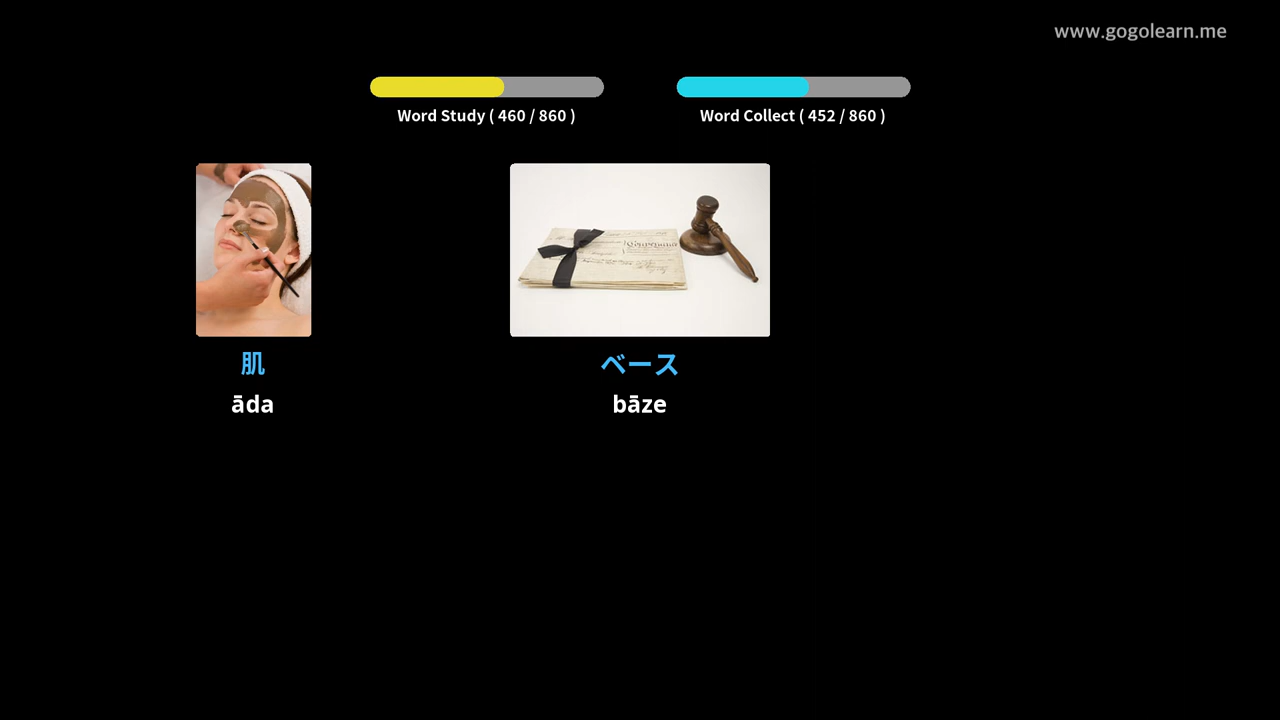 www.gogolearn.me
Word Study ( 460 / 860 )
Word Collect ( 452 / 860 )
肌
ベース
āda
bāze